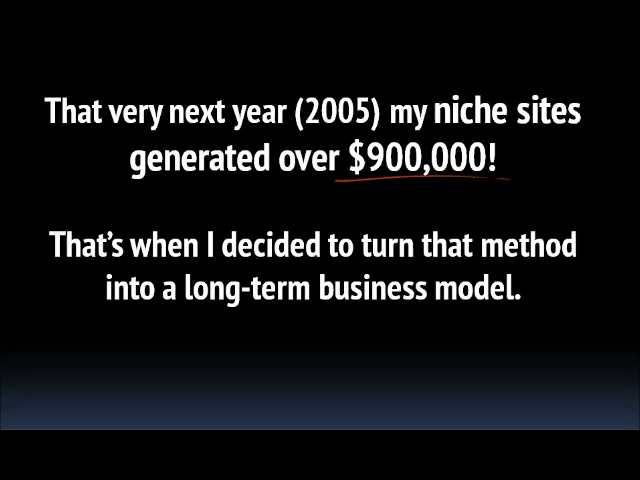 That very next year (2005) my niche sites
generated over $900,000!
That's when I decided to turn that method
into a long-term business model.